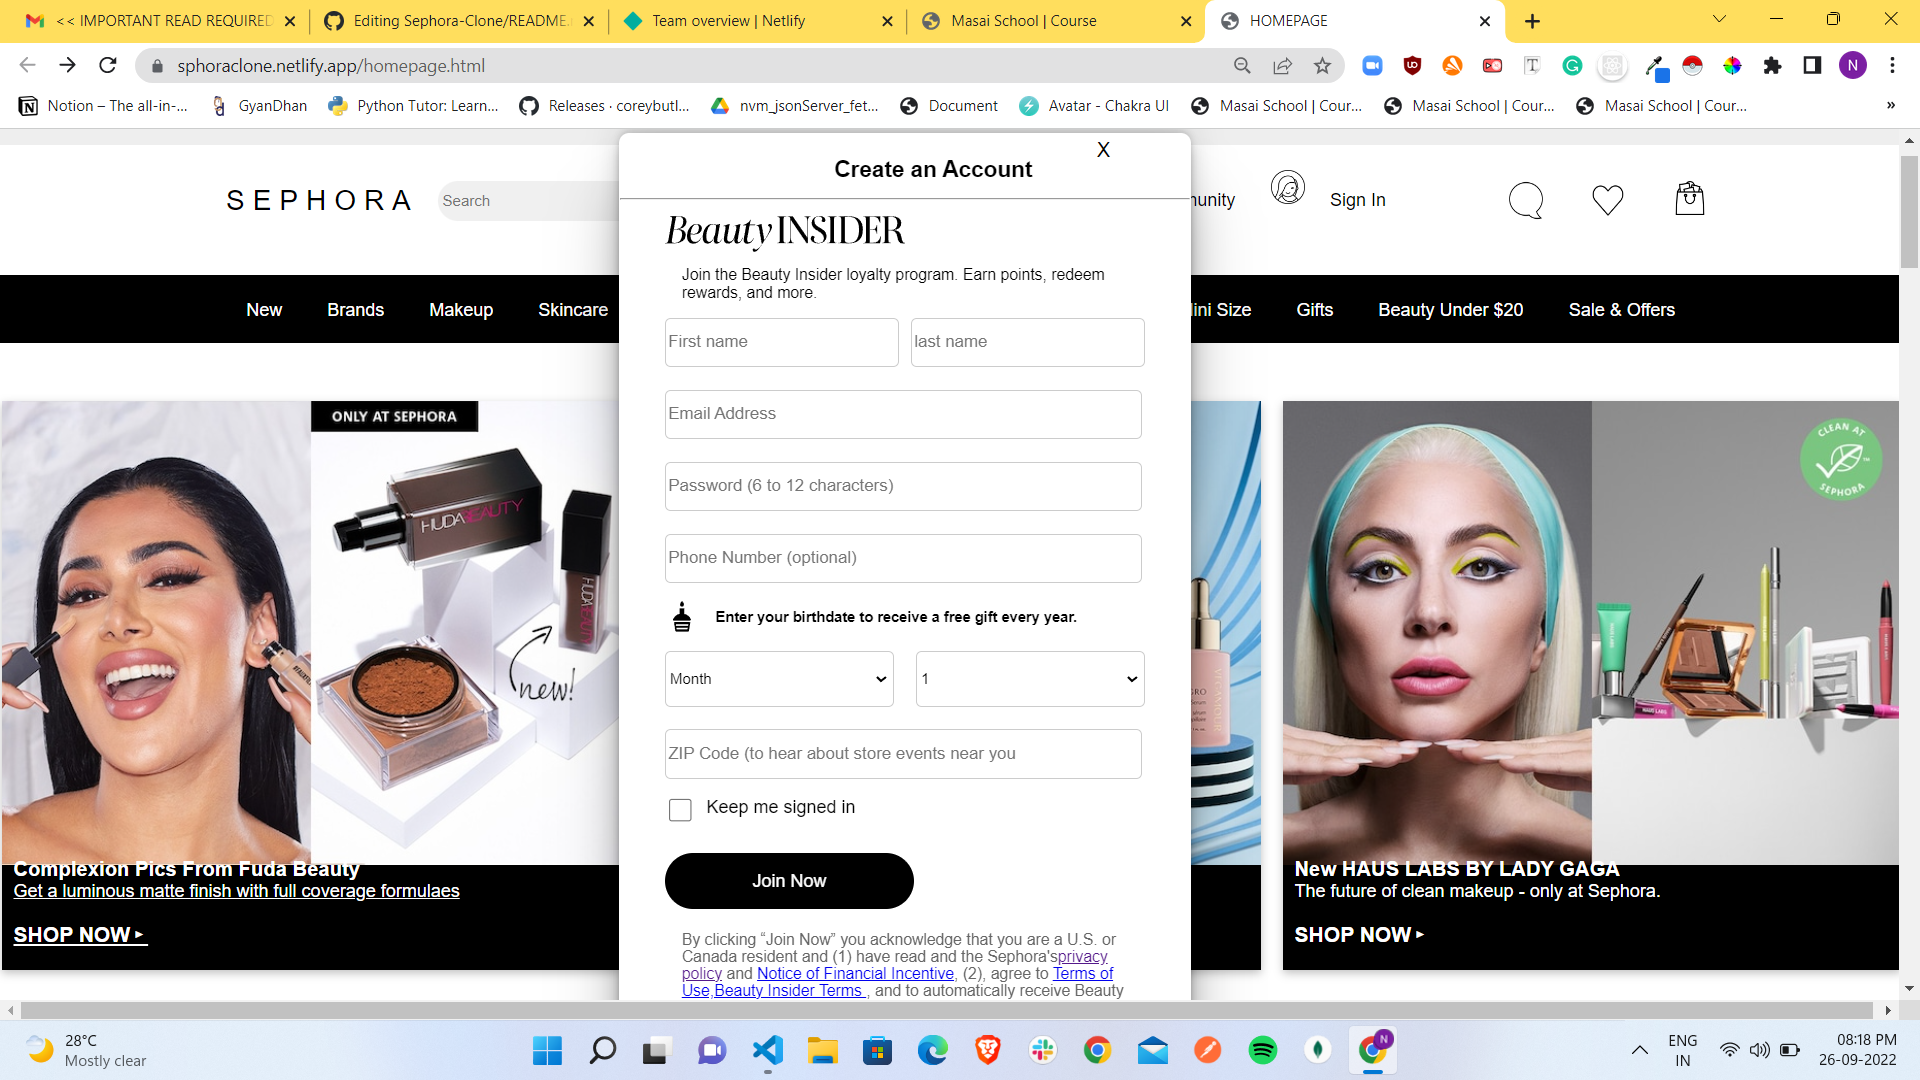 << IMPORTANT READ REQUIRED
Editing Sephora-Clone/README.
Team overview | Netlify
Masai School | Course
HOMEPAGE
sphoraclone.netlify.app/homepage.html
N
Notion – The all-in-...
GyanDhan
Python Tutor: Learn...
Releases · coreybutl...
nvm_jsonServer_fet...
Document
Avatar - Chakra UI
Masai School | Cour...
Masai School | Cour...
Masai School | Cour...
»
X
Create an Account
SEPHORA
Search
nunity
Sign In
Beauty INSIDER
Join the Beauty Insider loyalty program. Earn points, redeem
rewards, and more.
New
Brands
Makeup
Skincare
ini Size
Gifts
Beauty Under $20
Sale & Offers
First name
last name
Email Address
Password (6 to 12 characters)
Phone Number (optional)
Enter your birthdate to receive a free gift every year.
Month
1
ZIP Code (to hear about store events near you
Keep me signed in
Join Now
By clicking “Join Now” you acknowledge that you are a U.S. or
Canada resident and (1) have read and the Sephora'sprivacy
policy and Notice of Financial Incentive, (2), agree to Terms of
Use,Beauty Insider Terms , and to automatically receive Beauty
ONLY AT SEPHORA
HUDABEAUTY
HUDABEAUTY
new!
Complexion Pics From Fuda Beauty
Get a luminous matte finish with full coverage formulaes
SHOP NOW ▸
CLEAN AT
SEPHORA
HAUS LABS
New HAUS LABS BY LADY GAGA
The future of clean makeup - only at Sephora.
SHOP NOW ▸
28°C
Mostly clear
N
ENG
IN
08:18 PM
26-09-2022